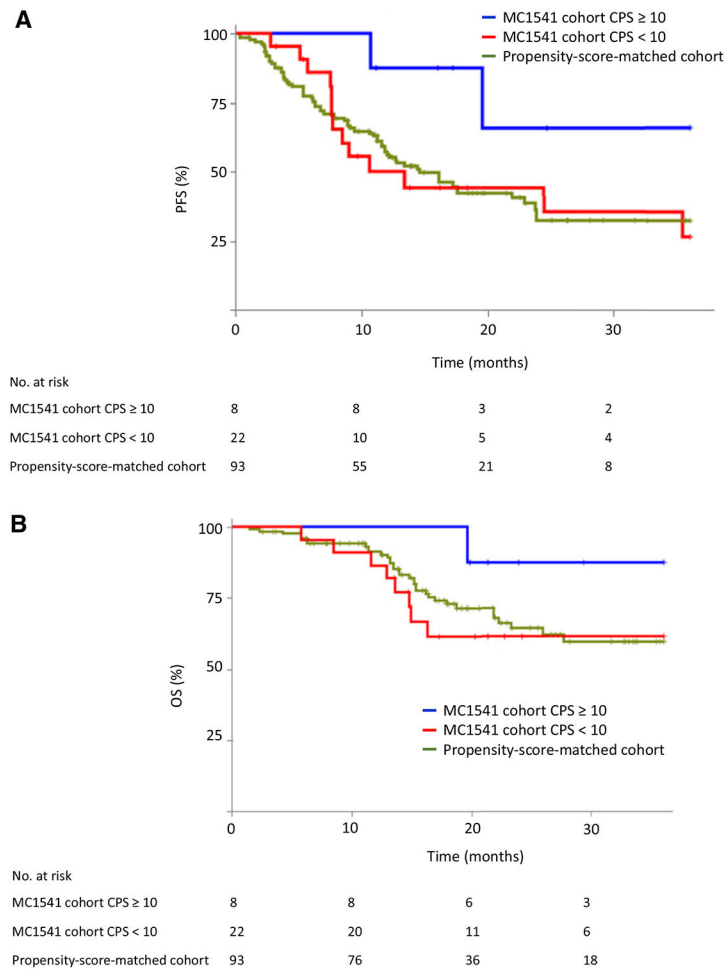 A
MC1541 cohort CPS ≥ 10
MC1541 cohort CPS < 10
Propensity-score-matched cohort
100
75
50
25
PFS (%)
0 10 20 30
Time (months)
No. at risk
MC1541 cohort CPS ≥ 10 8 8 3 2
MC1541 cohort CPS < 10 22 10 5 4
Propensity-score-matched cohort 93 55 21 8
B
100
75
50
25
OS (%)
MC1541 cohort CPS ≥ 10
MC1541 cohort CPS < 10
Propensity-score-matched cohort
0 10 20 30
Time (months)
No. at risk
MC1541 cohort CPS ≥ 10 8 8 6 3
MC1541 cohort CPS < 10 22 20 11 6
Propensity-score-matched cohort 93 76 36 18